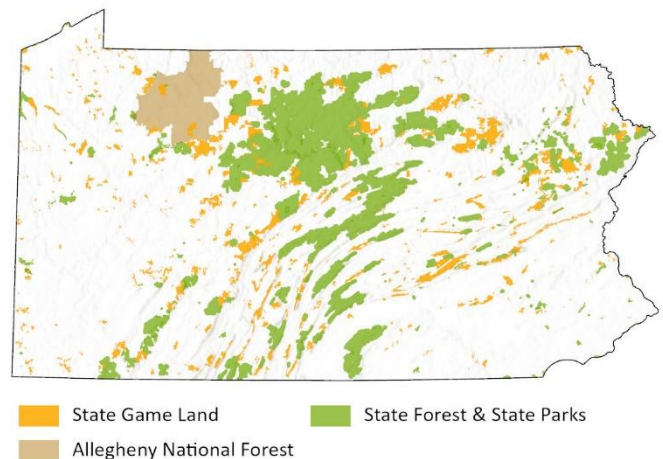 State Game Land
State Forest & State Parks
Allegheny National Forest